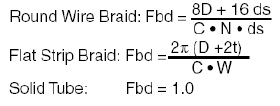 Round Wire Braid: Fbd = 8D + 16 ds
C • N • ds
Flat Strip Braid: Fbd = 2π (D +2t)
C • W
Solid Tube: Fbd = 1.0